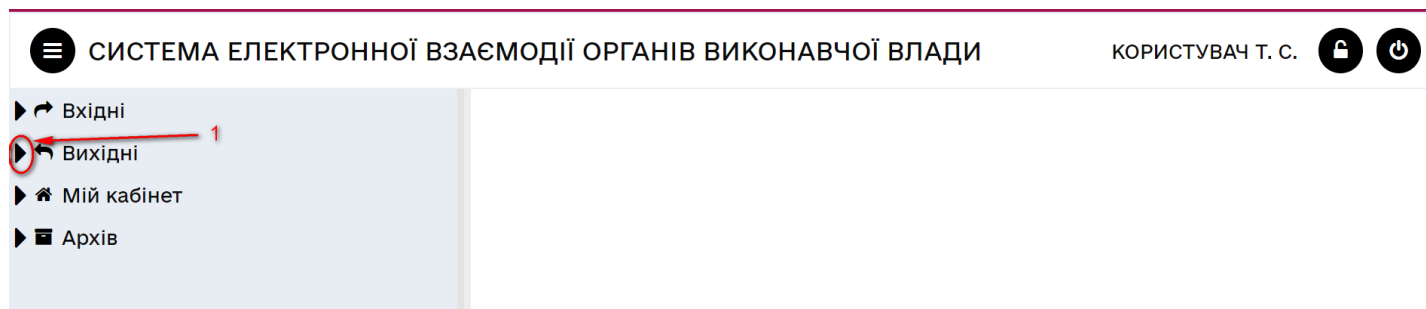 СИСТЕМА ЕЛЕКТРОННОЇ ВЗАЄМОДІЇ ОРГАНІВ ВИКОНАВЧОЇ ВЛАДИ КОРИСТУВАЧ Т. С.
Вхідні
1
Вихідні
Мій кабінет
Архів